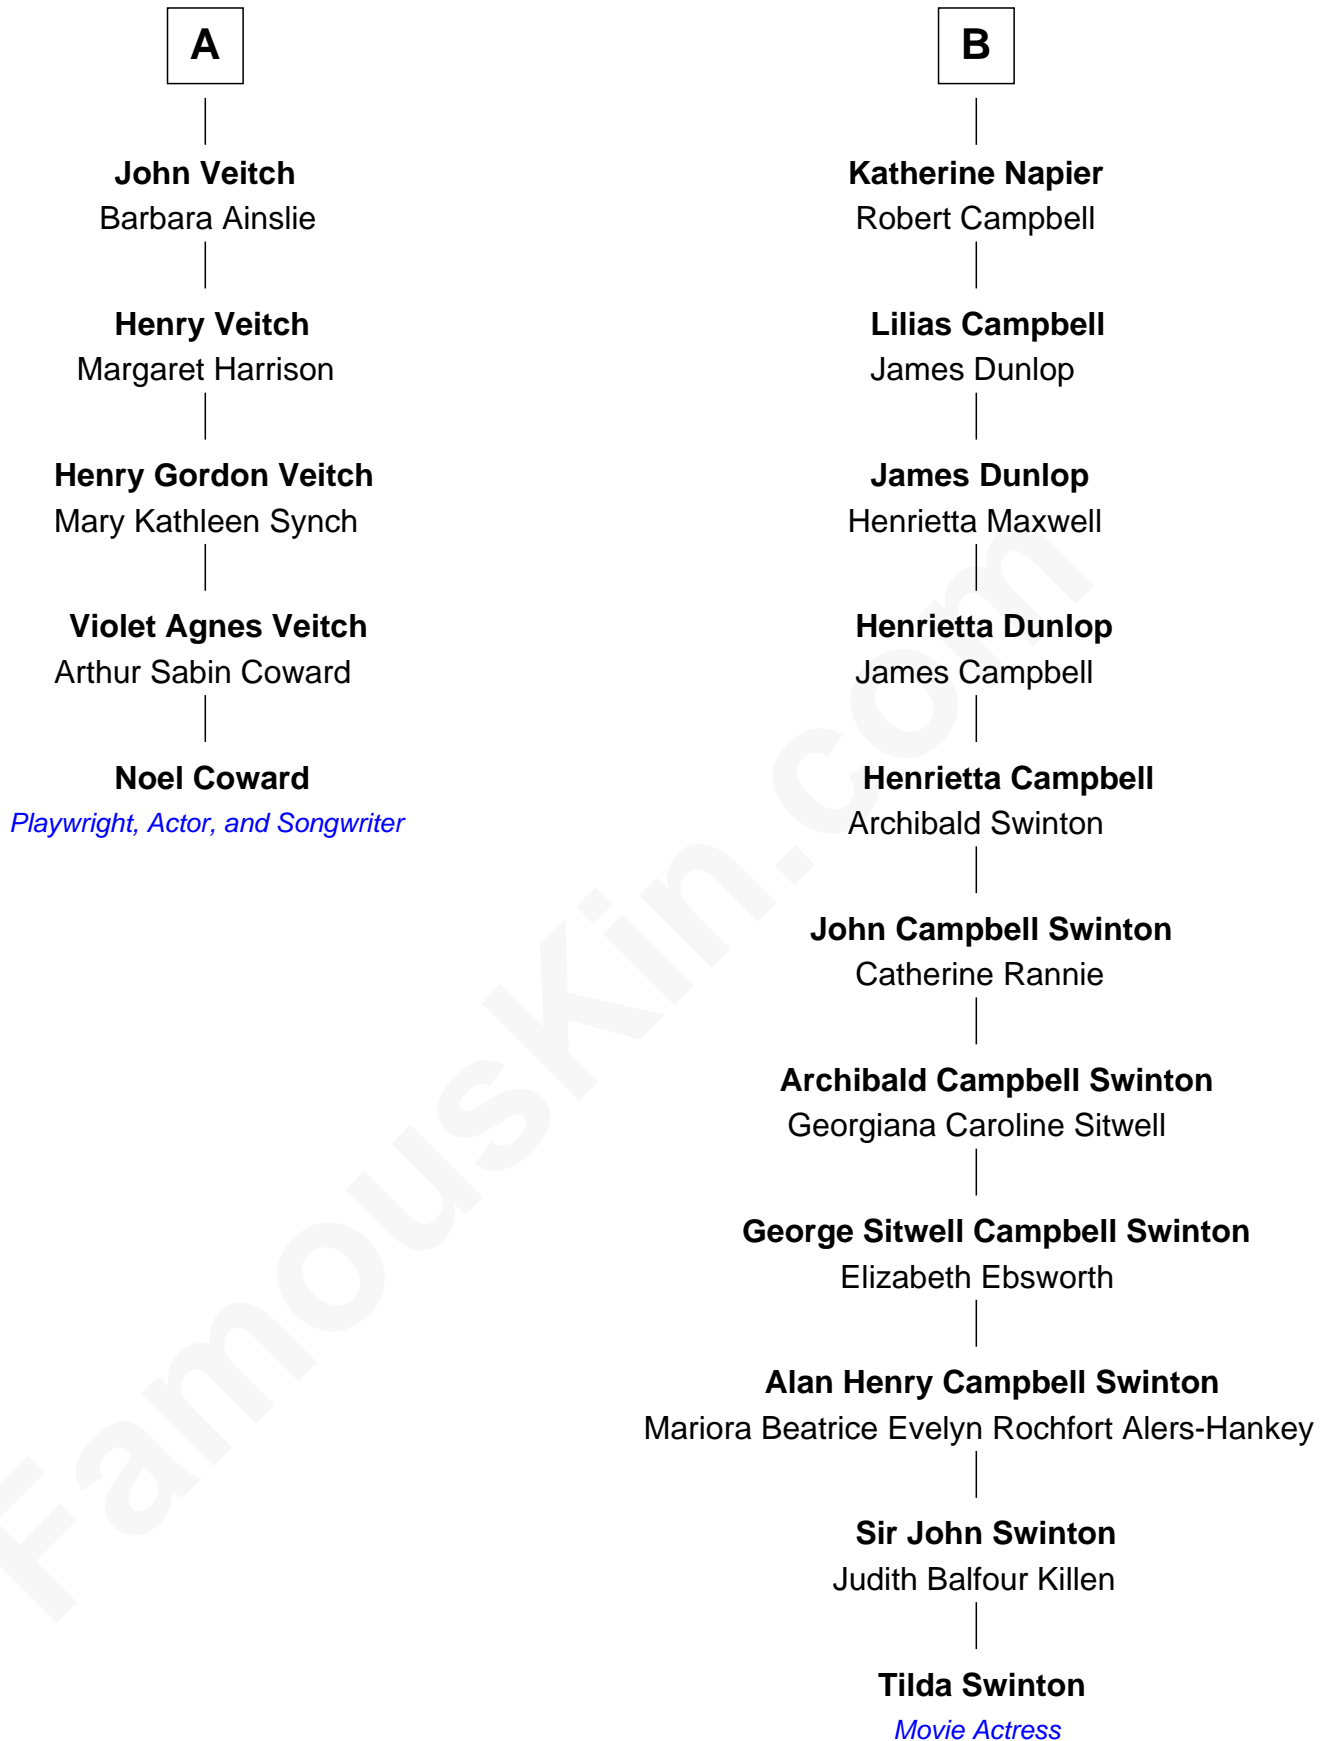 A
John Veitch
Barbara Ainslie
Henry Veitch
Margaret Harrison
Henry Gordon Veitch
Mary Kathleen Synch
Violet Agnes Veitch
Arthur Sabin Coward
Noel Coward
Playwright, Actor, and Songwriter
B
Katherine Napier
Robert Campbell
Lilias Campbell
James Dunlop
James Dunlop
Henrietta Maxwell
Henrietta Dunlop
James Campbell
Henrietta Campbell
Archibald Swinton
John Campbell Swinton
Catherine Rannie
Archibald Campbell Swinton
Georgiana Caroline Sitwell
George Sitwell Campbell Swinton
Elizabeth Ebsworth
Alan Henry Campbell Swinton
Mariora Beatrice Evelyn Rochfort Alers-Hankey
Sir John Swinton
Judith Balfour Killen
Tilda Swinton
Movie Actress
FamousKin.com